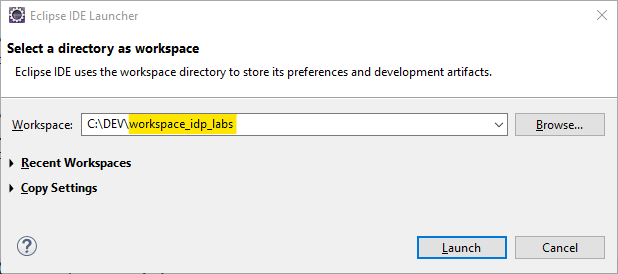 Eclipse IDE Launcher
Select a directory as workspace
Eclipse IDE uses the workspace directory to store its preferences and development artifacts.
Workspace: C:\DEV\workspace_idp_labs Browse...
Recent Workspaces
Copy Settings
? Launch Cancel